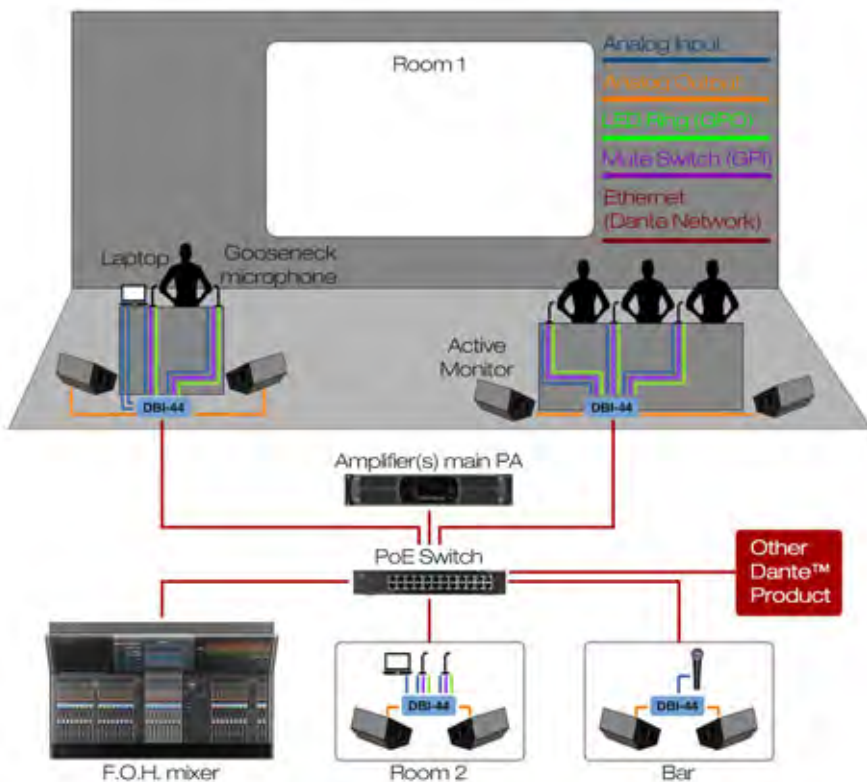 Room 1
Analog Input
Analog Output
LED Ring (GPIO)
Mute Switch (GPI)
Ethernet
(Dante Network)
Laptop
Gooseneck
microphone
Active
Monitor
DBI-44
DBI-44
Amplifier(s) main PA
PoE Switch
Other
Dante™
Product
DBI-44
DBI-44
F.O.H. mixer
Room 2
Bar